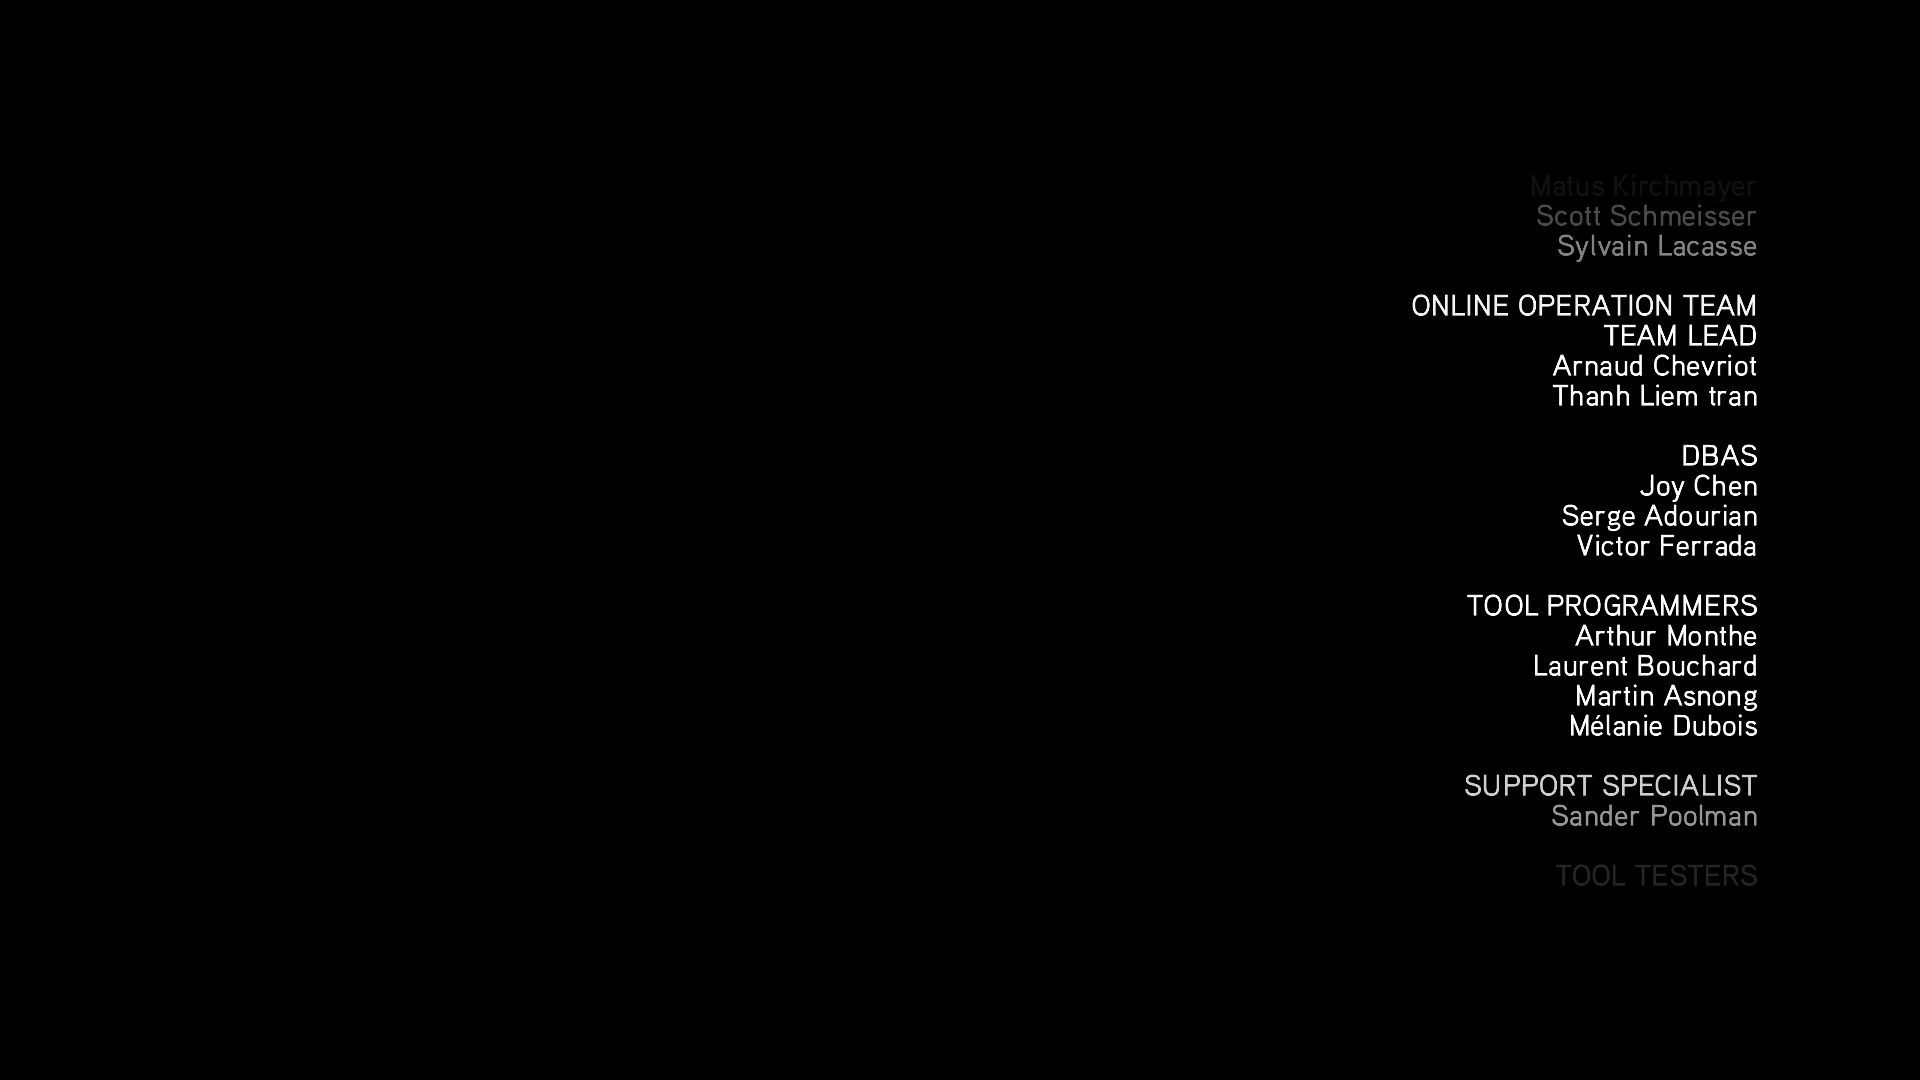 Matus Kirchmayer
Scott Schmeisser
Sylvain Lacasse
ONLINE OPERATION TEAM
TEAM LEAD
Arnaud Chevriot
Thanh Liem tran
DBAS
Joy Chen
Serge Adourian
Victor Ferrada
TOOL PROGRAMMERS
Arthur Monthe
Laurent Bouchard
Martin Asnong
Mélanie Dubois
SUPPORT SPECIALIST
Sander Poolman
TOOL TESTERS